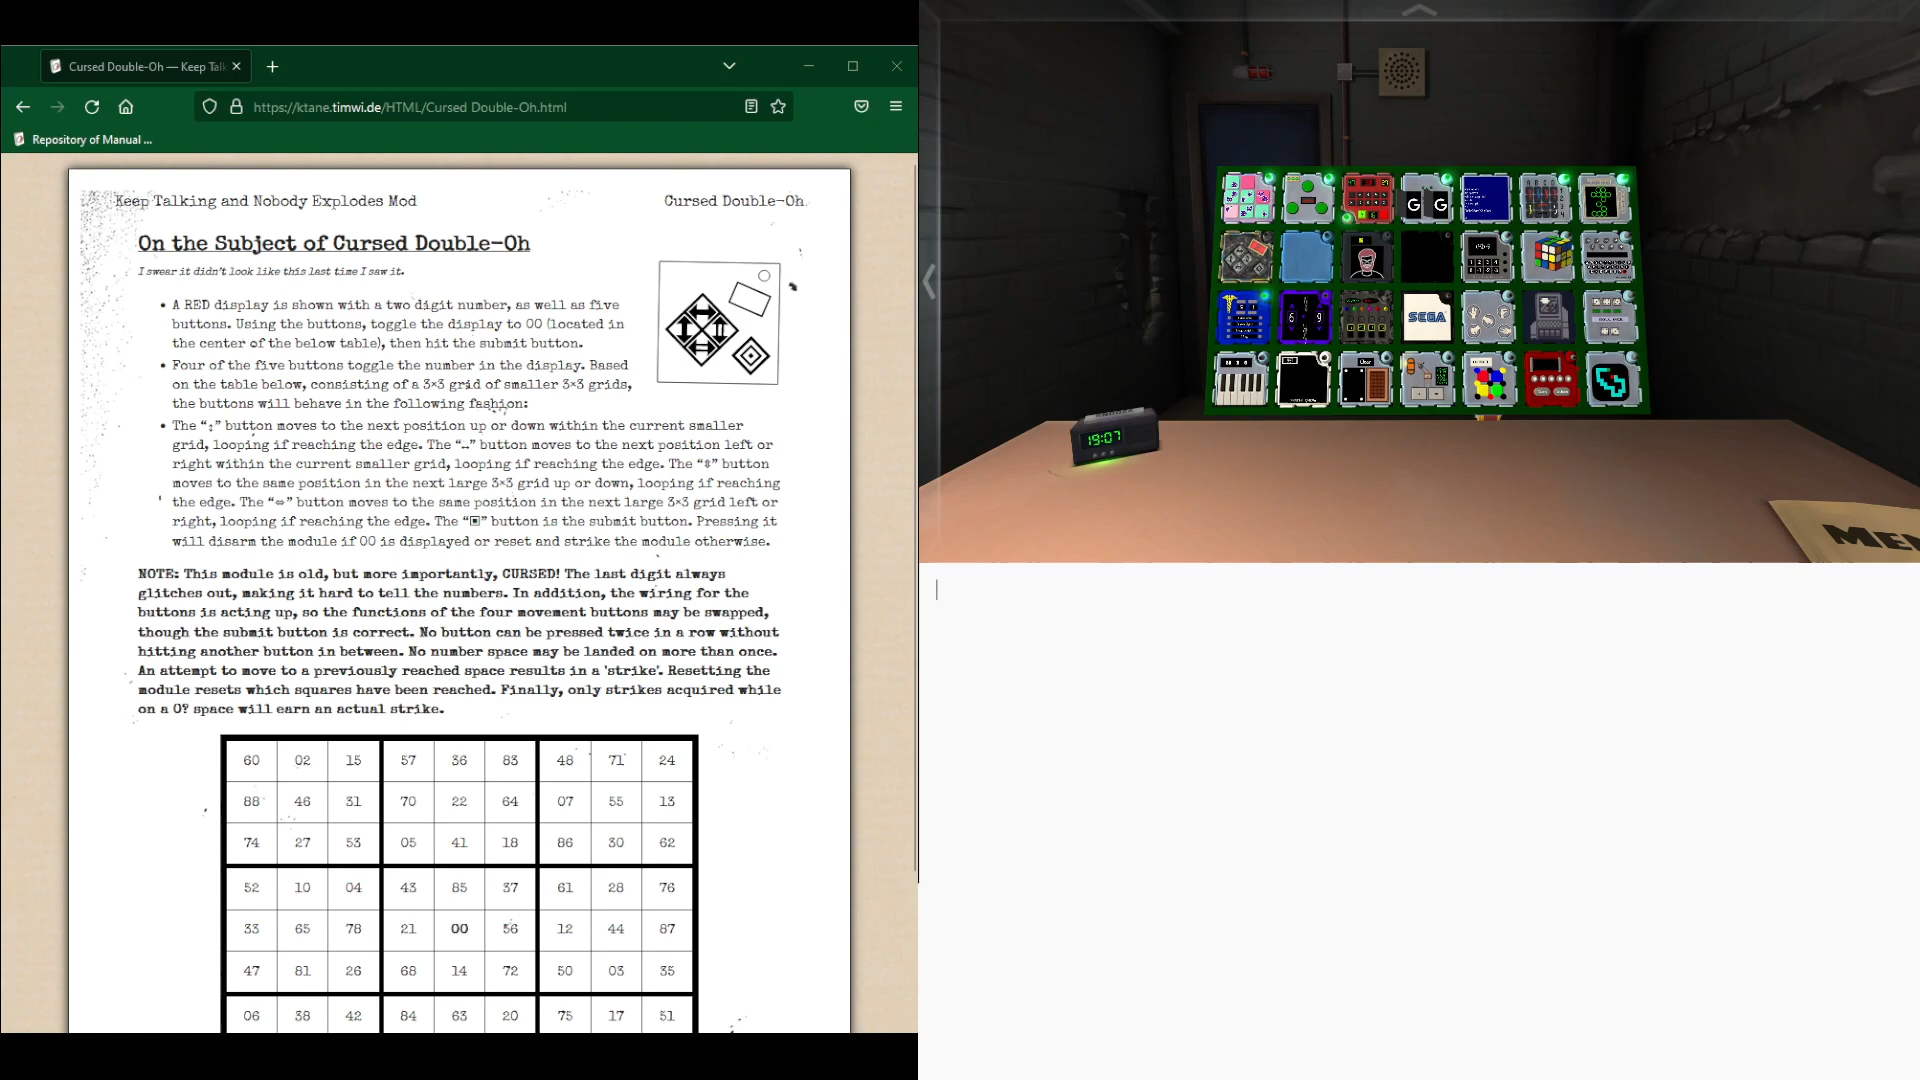 Cursed Double-Oh — Keep Talk
https://ktane.timwi.de/HTML/Cursed Double-Oh.html
Repository of Manual ...
Keep Talking and Nobody Explodes Mod
Cursed Double-Oh
On the Subject of Cursed Double-Oh
I swear it didn't look like this last time I saw it.
• A RED display is shown with a two digit number, as well as five
buttons. Using the buttons, toggle the display to 00 (located in
the center of the below table), then hit the submit button.
• Four of the five buttons toggle the number in the display. Based
on the table below, consisting of a 3×3 grid of smaller 3×3 grids,
the buttons will behave in the following fashion:
• The “↕” button moves to the next position up or down within the current smaller
grid, looping if reaching the edge. The “↔” button moves to the next position left or
right within the current smaller grid, looping if reaching the edge. The “⇕” button
moves to the same position in the next large 3×3 grid up or down, looping if reaching
the edge. The “⇔” button moves to the same position in the next large 3×3 grid left or
right, looping if reaching the edge. The “▣” button is the submit button. Pressing it
will disarm the module if 00 is displayed or reset and strike the module otherwise.
NOTE: This module is old, but more importantly, CURSED! The last digit always
glitches out, making it hard to tell the numbers. In addition, the wiring for the
buttons is acting up, so the functions of the four movement buttons may be swapped,
though the submit button is correct. No button can be pressed twice in a row without
hitting another button in between. No number space may be landed on more than once.
An attempt to move to a previously reached space results in a 'strike'. Resetting the
module resets which squares have been reached. Finally, only strikes acquired while
on a 0? space will earn an actual strike.
60 02 15 57 36 83 48 71 24
88 46 31 70 22 64 07 55 13
74 27 53 05 41 18 86 30 62
52 10 04 43 85 37 61 28 76
33 65 78 21 00 56 12 44 87
47 81 26 68 14 72 50 03 35
06 38 42 84 63 20 75 17 51
G G
6 9
SEGA
19:07
MEN